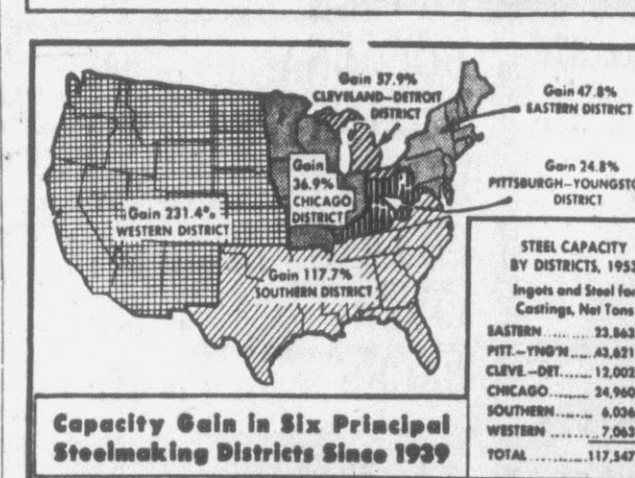 Gain 37.9%
CLEVELAND—DETROIT
DISTRICT
Gain 47.8%
EASTERN DISTRICT
Gain
36.9%
CHICAGO
DISTRICT
Gain 24.8%
PITTSBURGH—YOUNGSTO
DISTRICT
Gain 231.4%
WESTERN DISTRICT
Gain 117.7%
SOUTHERN DISTRICT
STEEL CAPACITY
BY DISTRICTS, 1953
Ingots and Steel for
Castings, Net Tons
EASTERN........ 23,863
PITT.—YNG'N.....43,621
CLEVE.—DET...... 12,002
CHICAGO......... 24,960
SOUTHERN....... 6,036
WESTERN ........ 7,063
TOTAL ..........117,547
Capacity Gain in Six Principal
Steelmaking Districts Since 1939